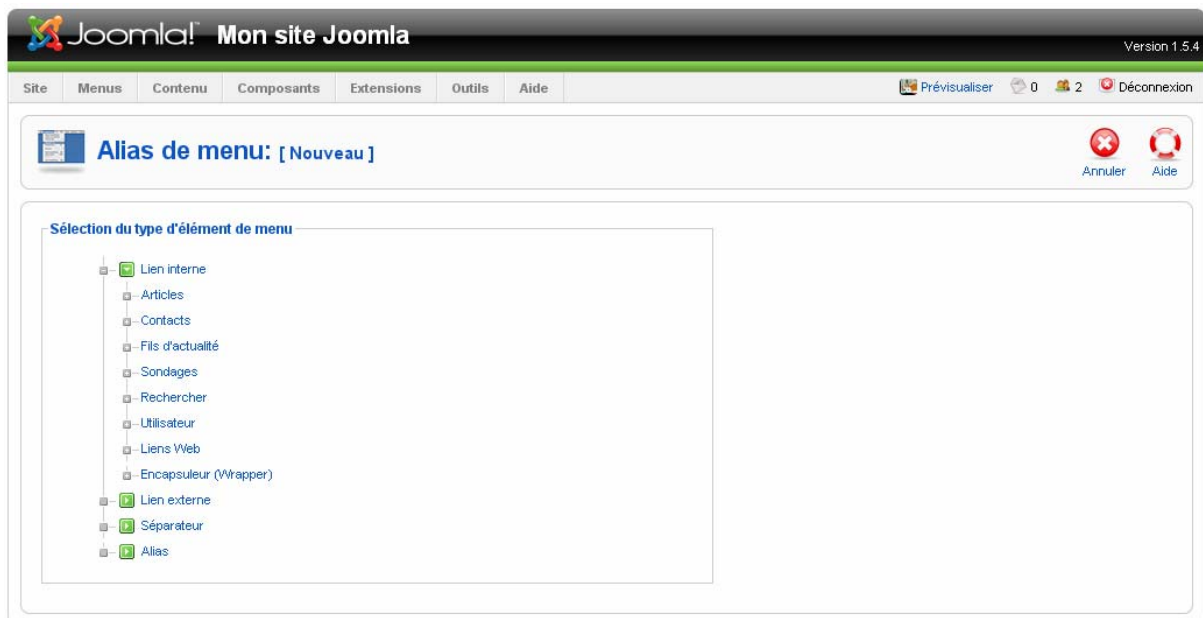 Joomla! Mon site Joomla
Version 1.5.4
Site Menus Contenu Composants Extensions Outils Aide Prévisualiser 0 2 Déconnexion
Alias de menu: [ Nouveau ]
Annuler Aide
Sélection du type d'élément de menu
Lien interne
Articles
Contacts
Fils d'actualité
Sondages
Rechercher
Utilisateur
Liens Web
Encapsuleur (Wrapper)
Lien externe
Séparateur
Alias